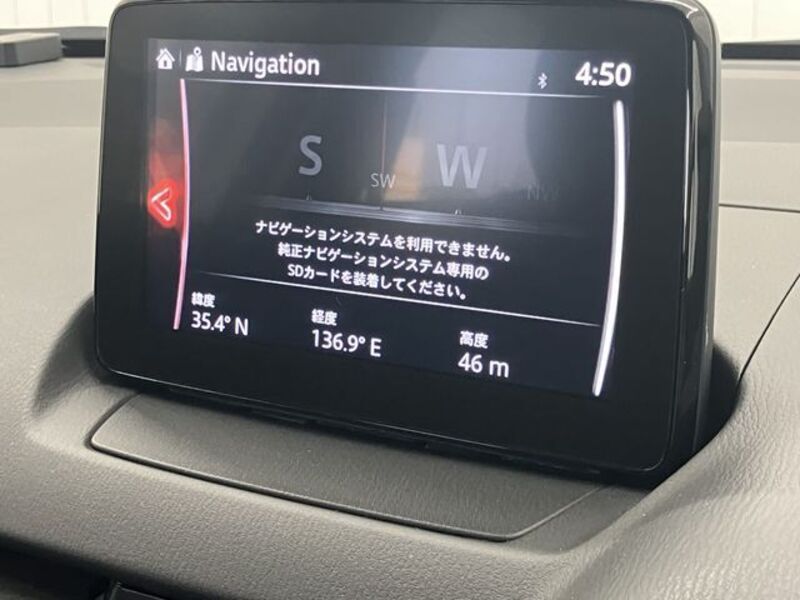 Navigation
4:50
S
SW
W
NW
ナビゲーションシステムを利用できません。
純正ナビゲーションシステム専用の
SDカードを装着してください。
緯度
35.4° N
経度
136.9° E
高度
46 m